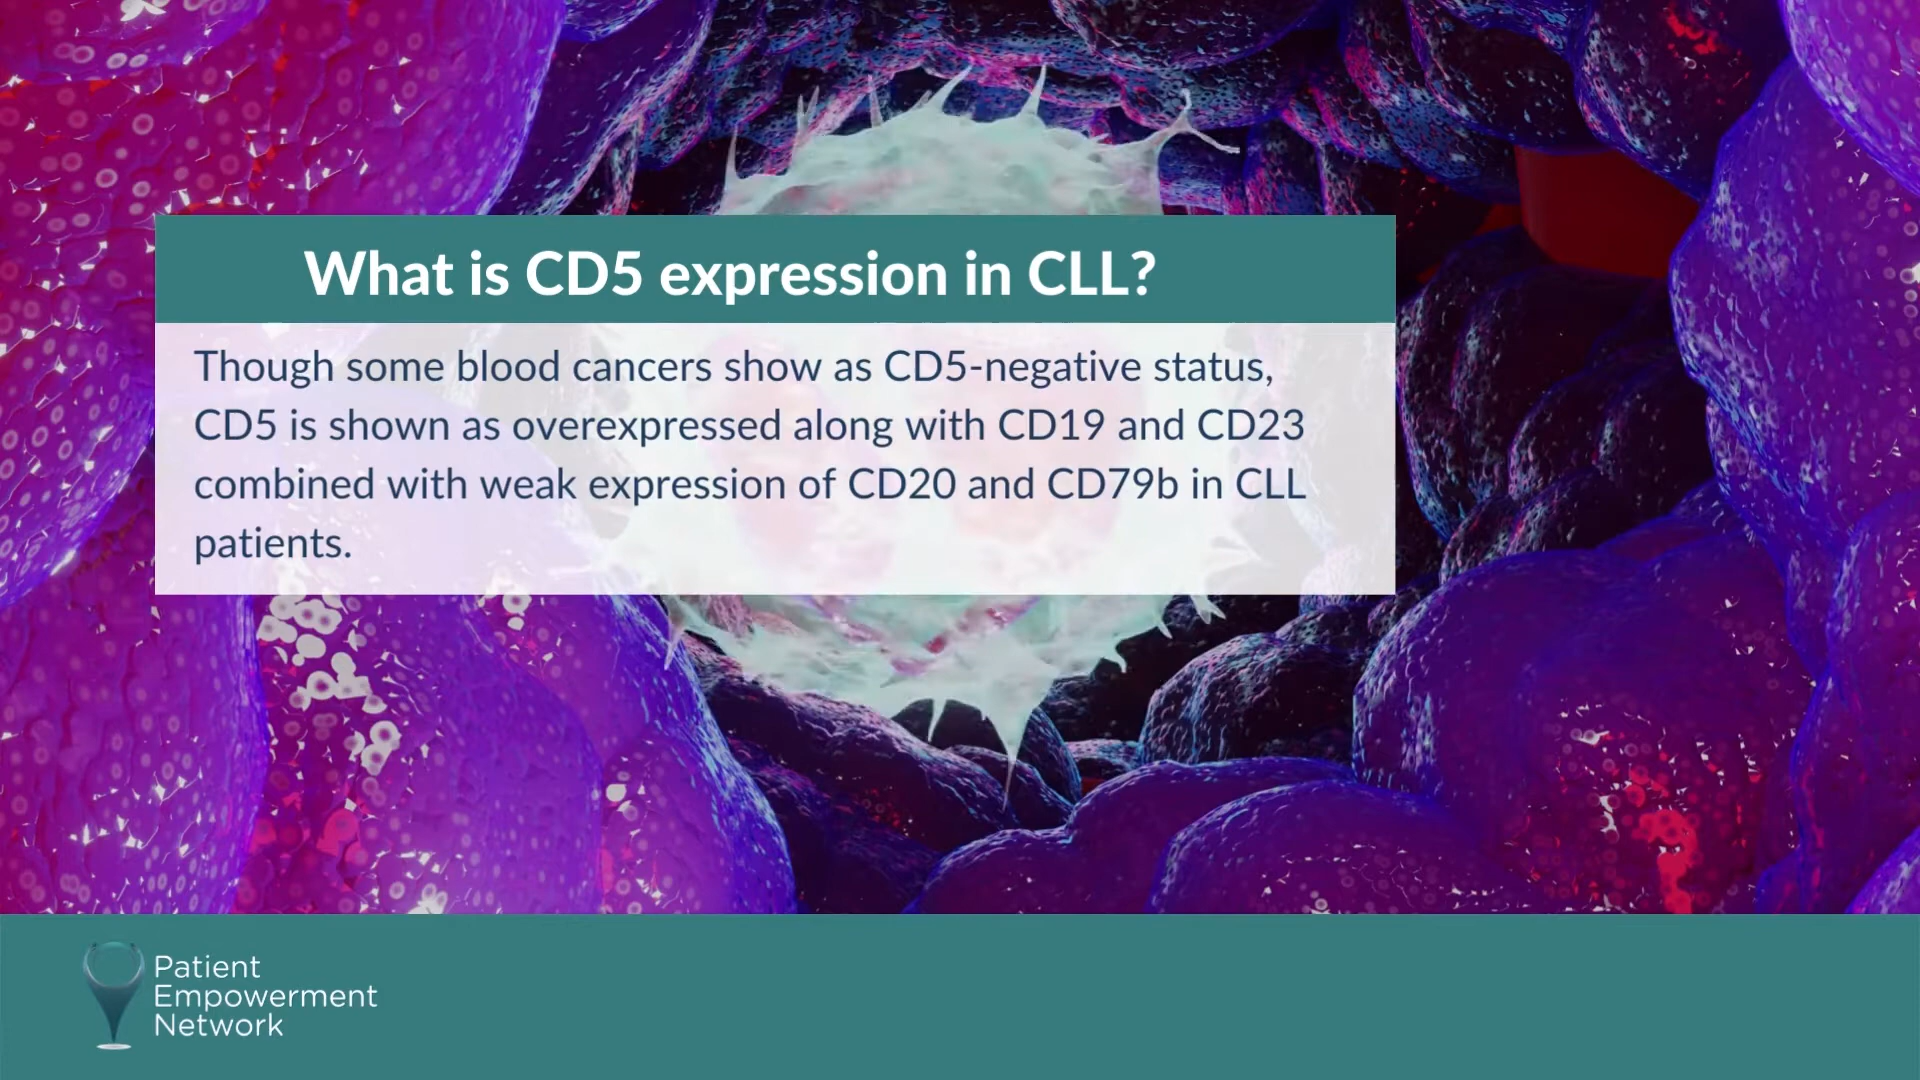 What is CD5 expression in CLL?
Though some blood cancers show as CD5-negative status,
CD5 is shown as overexpressed along with CD19 and CD23
combined with weak expression of CD20 and CD79b in CLL
patients.
Patient
Empowerment
Network